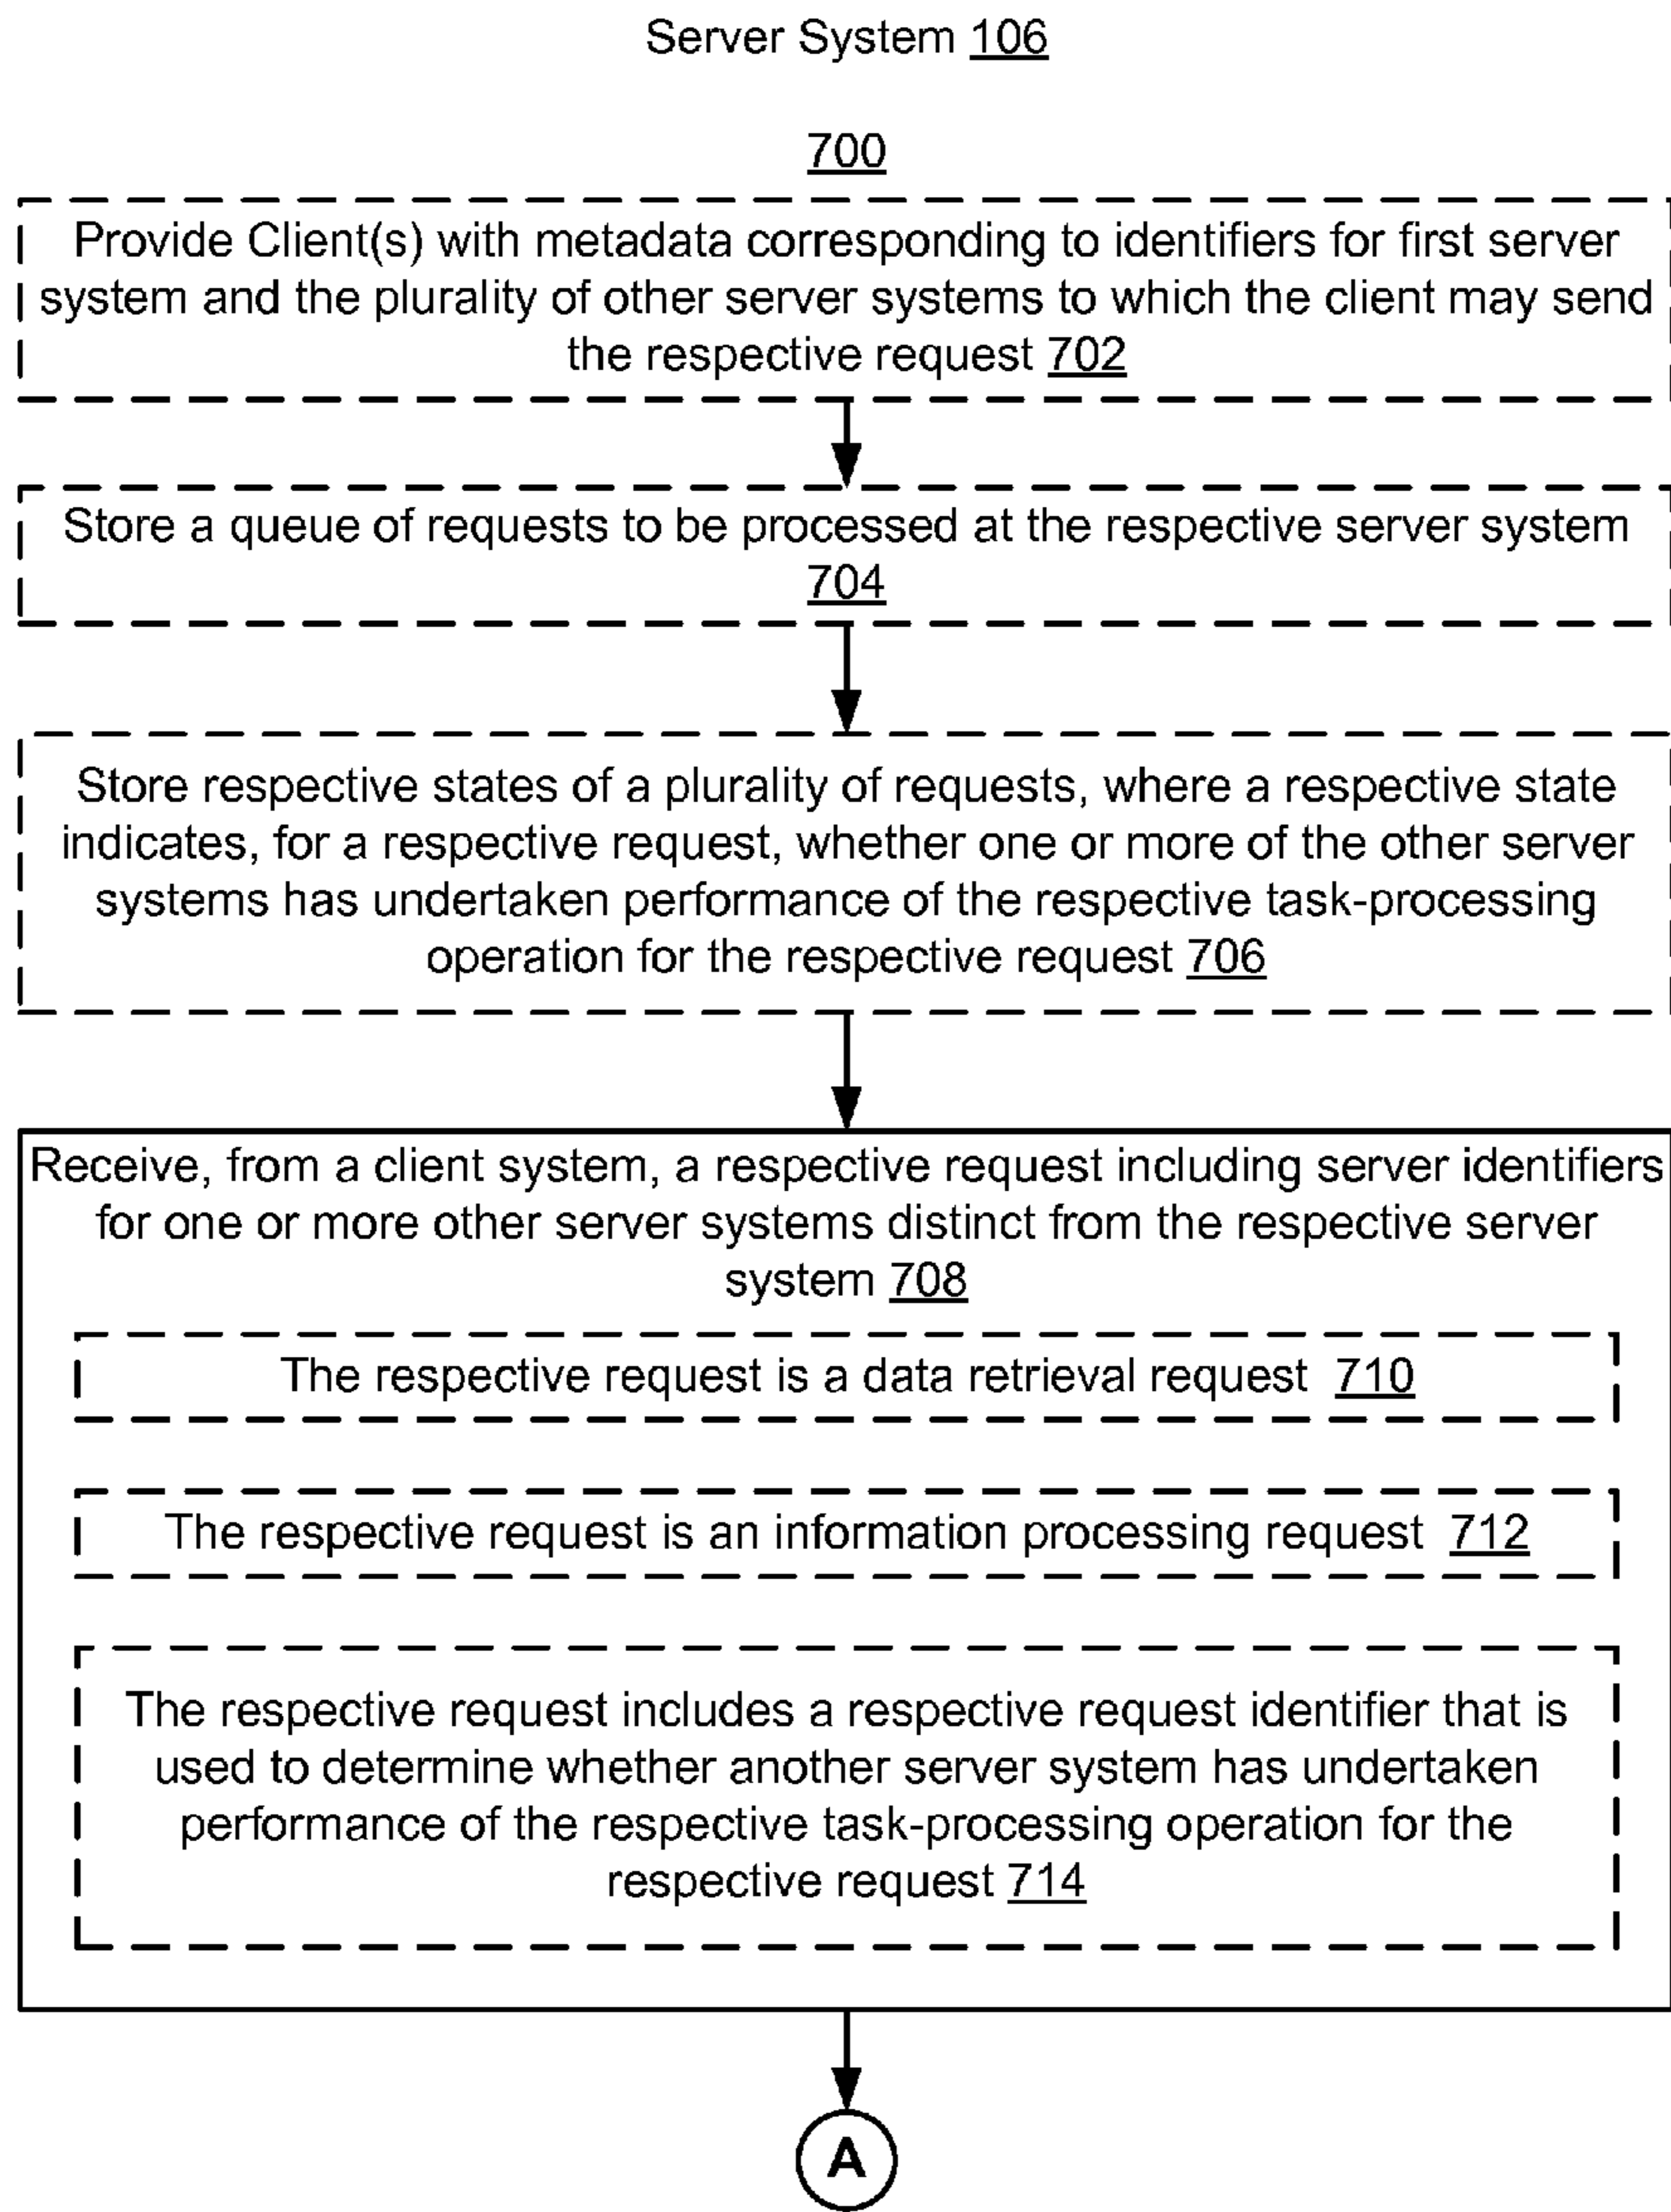 Server System 106
700
Provide Client(s) with metadata corresponding to identifiers for first server
system and the plurality of other server systems to which the client may send
the respective request 702
Store a queue of requests to be processed at the respective server system
704
Store respective states of a plurality of requests, where a respective state
indicates, for a respective request, whether one or more of the other server
systems has undertaken performance of the respective task-processing
operation for the respective request 706
Receive, from a client system, a respective request including server identifiers
for one or more other server systems distinct from the respective server
system 708
The respective request is a data retrieval request 710
The respective request is an information processing request 712
The respective request includes a respective request identifier that is
used to determine whether another server system has undertaken
performance of the respective task-processing operation for the
respective request 714
A